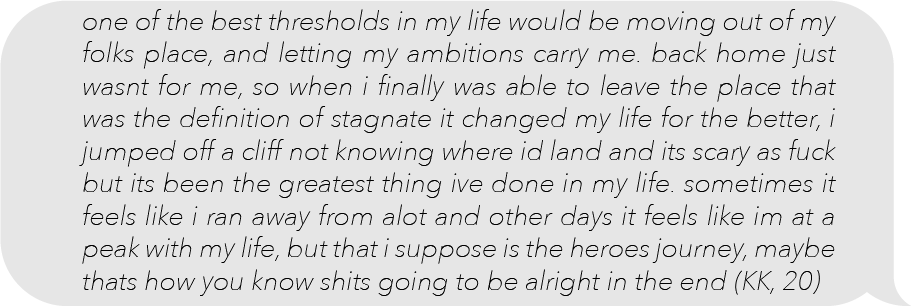 one of the best thresholds in my life would be moving out of my
folks place, and letting my ambitions carry me. back home just
wasnt for me, so when i finally was able to leave the place that
was the definition of stagnate it changed my life for the better, i
jumped off a cliff not knowing where id land and its scary as fuck
but its been the greatest thing ive done in my life. sometimes it
feels like i ran away from alot and other days it feels like im at a
peak with my life, but that i suppose is the heroes journey, maybe
thats how you know shits going to be alright in the end (KK, 20)